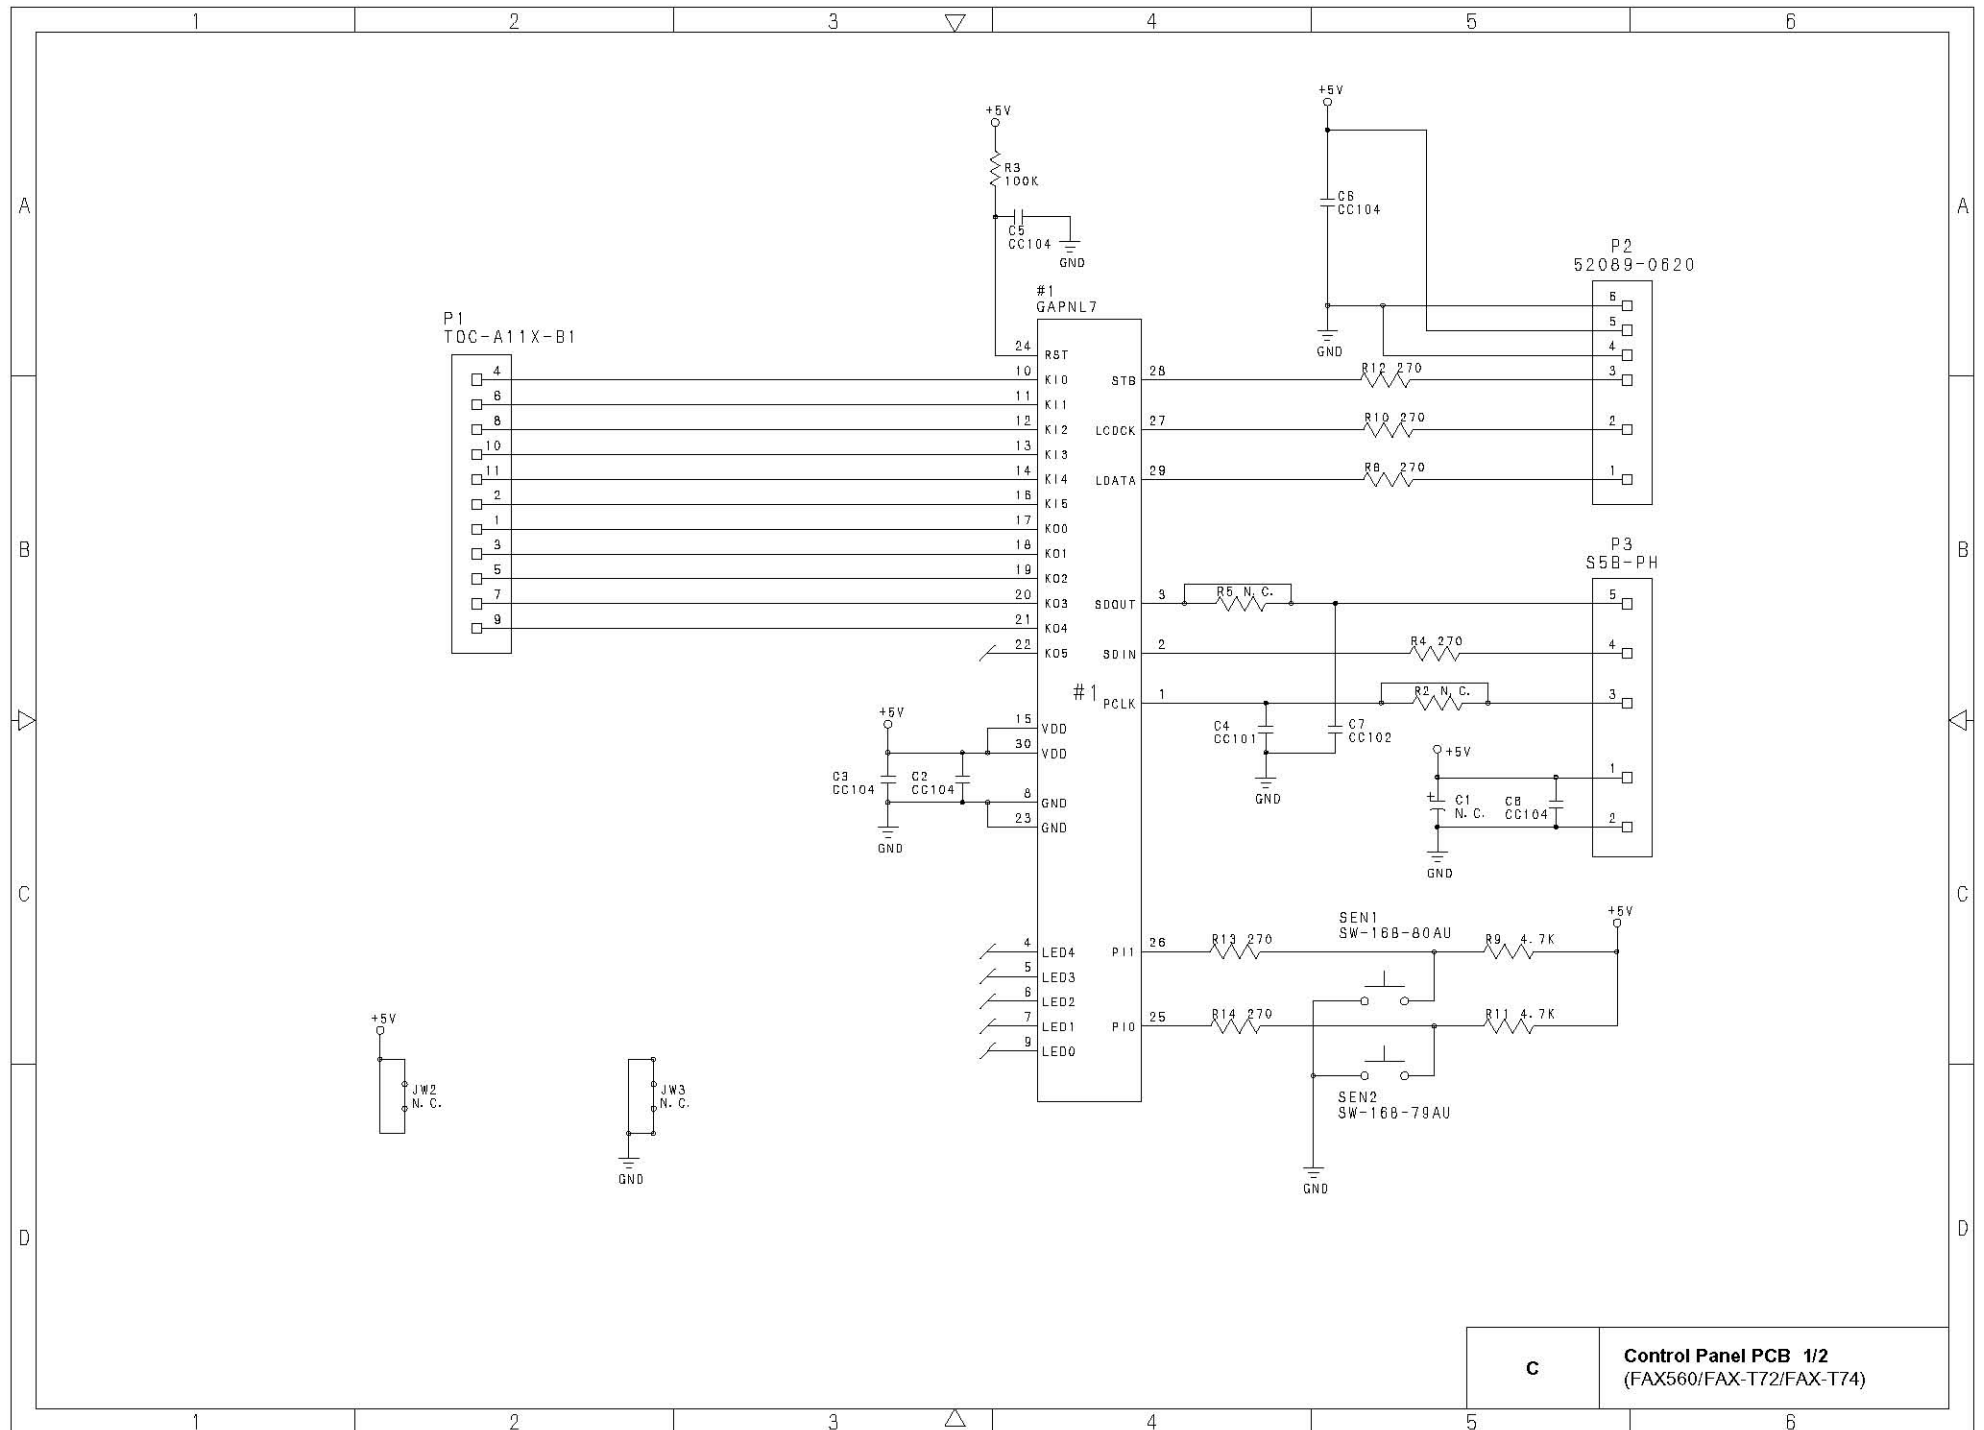 1 2 3 4 5 6
+5V
+5V
R3
100K
C6
CC104
A A
C5
CC104
GND
P2
52089-0620
#1
GAPNL7
P1
TOC-A11X-B1
6
5
GND
4
24 RST
4 10 KI0 STB 28 R12 270 3
6 11 KI1
8 12 KI2 LCDCK 27 R10 270 2
10 13 KI3
11 14 KI4 LDATA 29 R8 270 1
2 16 KI5
1 17 KO0
B B
3 18 KO1
P3
S5B-PH
5 19 KO2
7 20 KO3 SDOUT 3 R5 N.C. 5
9 21 KO4
22 KO5 SDIN 2 R4 270 4
#1
PCLK 1 R2 N.C. 3
+5V
15 VDD
C4
CC101
C7
CC102
30 VDD
+5V
C3
CC104
C2
CC104
1
8 GND
GND
+
C1
N.C.
C8
CC104
23 GND
2
GND
GND
C C
SEN1
SW-168-80AU
+5V
4 LED4 PI1 26 R13 270 R9 4.7K
5 LED3
6 LED2
7 LED1 PI0 25 R14 270 R11 4.7K
9 LED0
+5V
JW2
N.C.
JW3
N.C.
SEN2
SW-168-79AU
GND
GND
D D
C
Control Panel PCB 1/2
(FAX560/FAX-T72/FAX-T74)
1 2 3 4 5 6